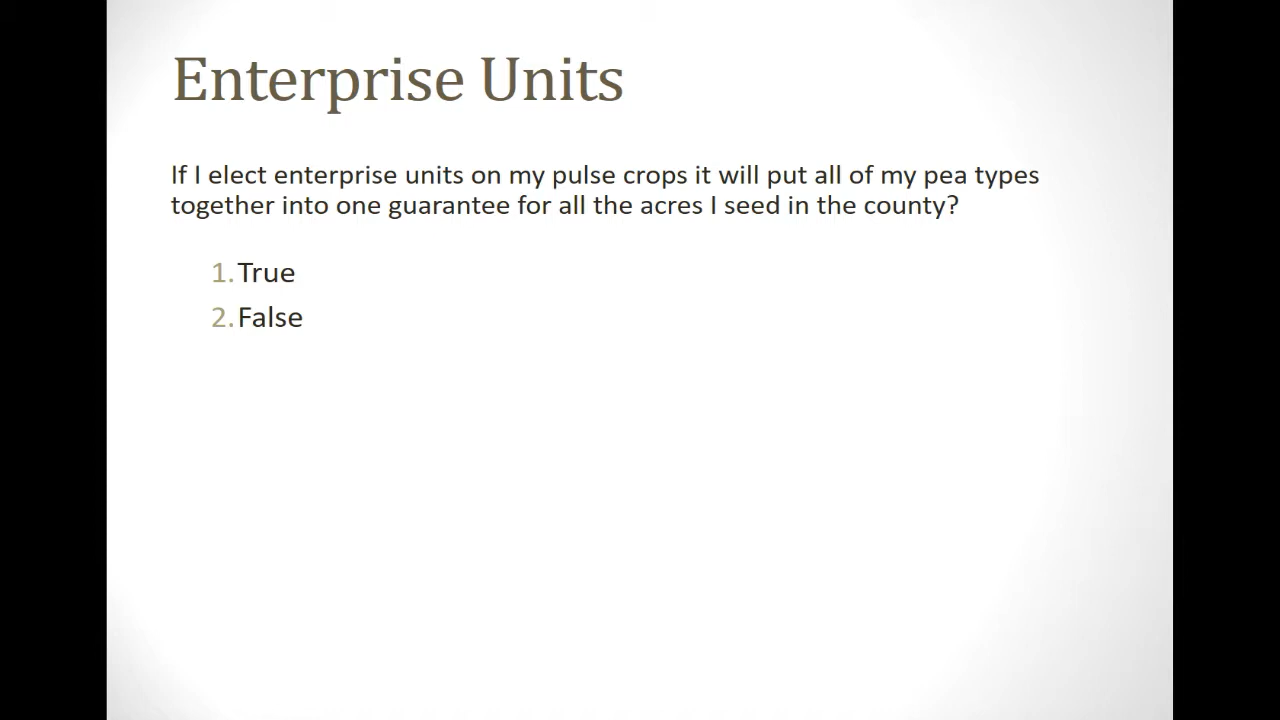 Enterprise Units
If I elect enterprise units on my pulse crops it will put all of my pea types
together into one guarantee for all the acres I seed in the county?
1. True
2. False